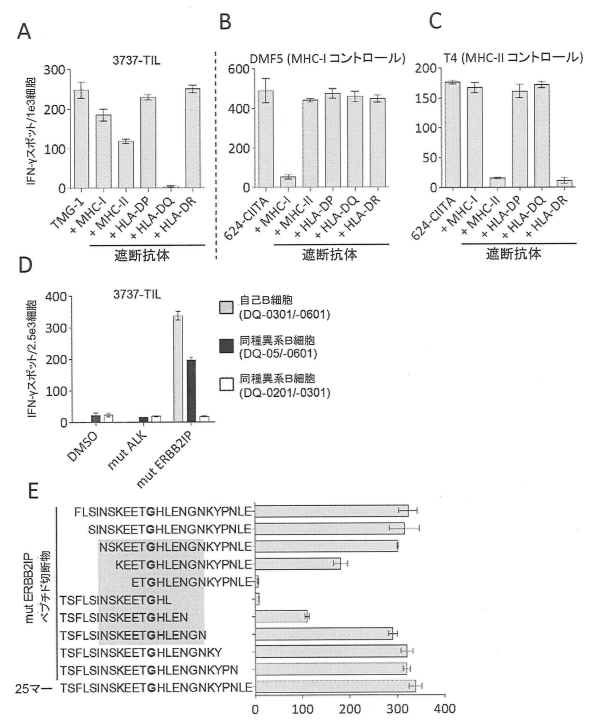 A
3737-TIL
IFN-γスポット/1e3細胞
300
200
100
0
TMG-1
+ MHC-I
+ MHC-II
+ HLA-DP
+ HLA-DQ
+ HLA-DR
遮断抗体
B
DMF5 (MHC-I コントロール)
600
400
200
0
624-CIITA
+ MHC-I
+ MHC-II
+ HLA-DP
+ HLA-DQ
+ HLA-DR
遮断抗体
C
T4 (MHC-II コントロール)
200
150
100
50
0
624-CIITA
+ MHC-I
+ MHC-II
+ HLA-DP
+ HLA-DQ
+ HLA-DR
遮断抗体
D
3737-TIL
IFN-γスポット/2.5e3細胞
400
300
200
100
0
DMSO
mut ALK
mut ERBB2IP
自己B細胞
(DQ-0301/-0601)
同種異系B細胞
(DQ-05/-0601)
同種異系B細胞
(DQ-0201/-0301)
E
mut ERBB2IP
ペプチド切断物
FLSINSKEETGHLENGNKYPNLE
SINSKEETGHLENGNKYPNLE
NSKEETGHLENGNKYPNLE
KEETGHLENGNKYPNLE
ETGHLENGNKYPNLE
TSFLSINSKEETGHL
TSFLSINSKEETGHLEN
TSFLSINSKEETGHLENGN
TSFLSINSKEETGHLENGNKY
TSFLSINSKEETGHLENGNKYPN
25マー TSFLSINSKEETGHLENGNKYPNLE
0 100 200 300 400